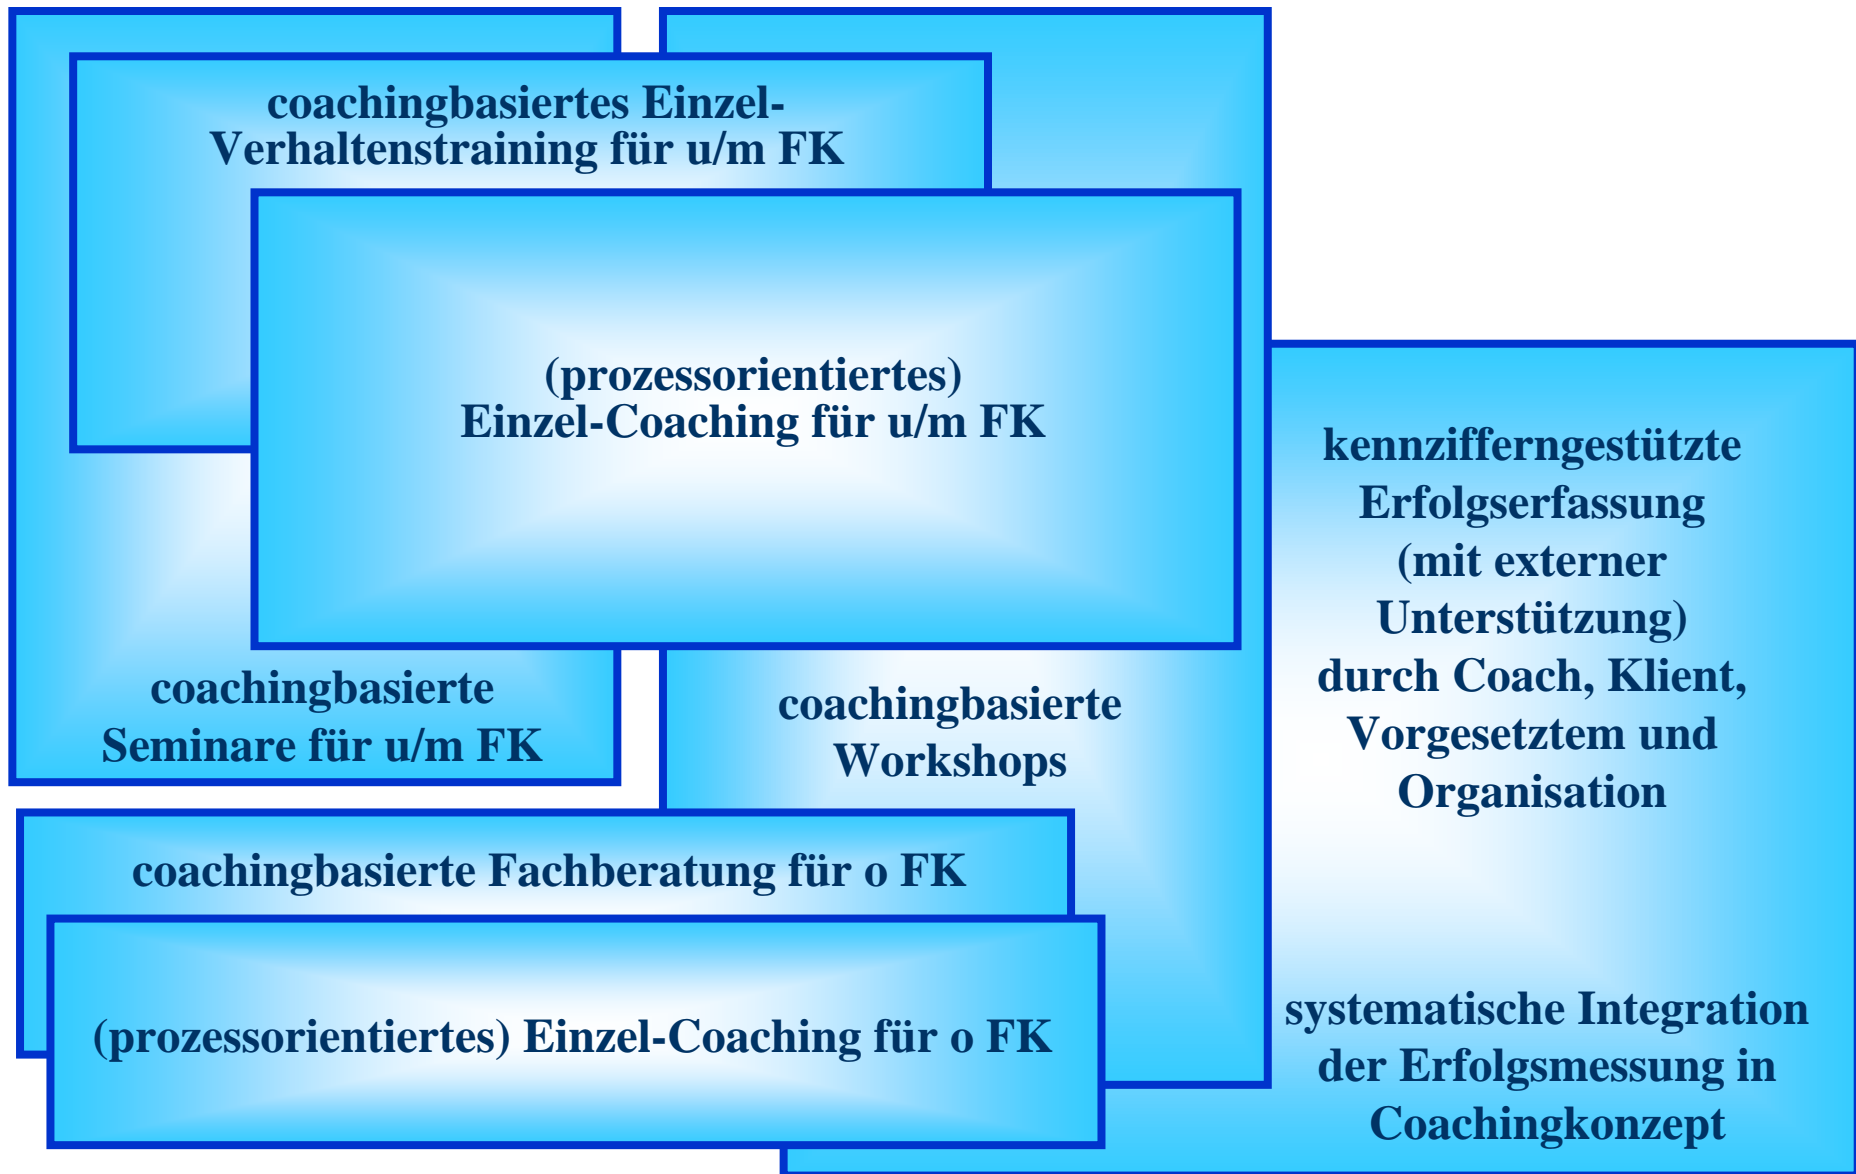 coachingbasiertes Einzel-
Verhaltenstraining für u/m FK
(prozessorientiertes)
Einzel-Coaching für u/m FK
coachingbasierte
Seminare für u/m FK
coachingbasierte
Workshops
coachingbasierte Fachberatung für o FK
(prozessorientiertes) Einzel-Coaching für o FK
kennzifferngestützte
Erfolgserfassung
(mit externer
Unterstützung)
durch Coach, Klient,
Vorgesetztem und
Organisation
systematische Integration
der Erfolgsmessung in
Coachingkonzept